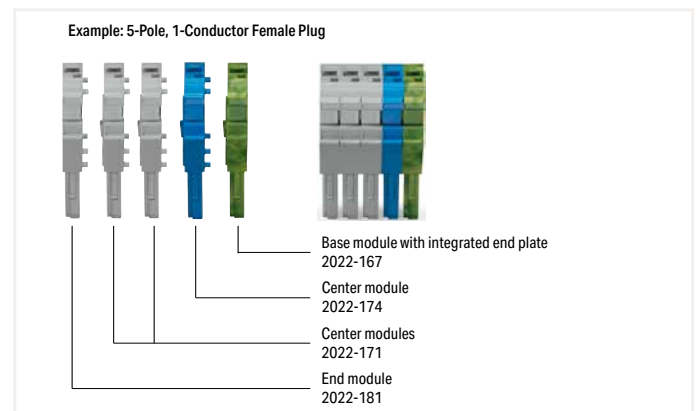 Example: 5-Pole, 1-Conductor Female Plug
Base module with integrated end plate
2022-167
Center module
2022-174
Center modules
2022-171
End module
2022-181